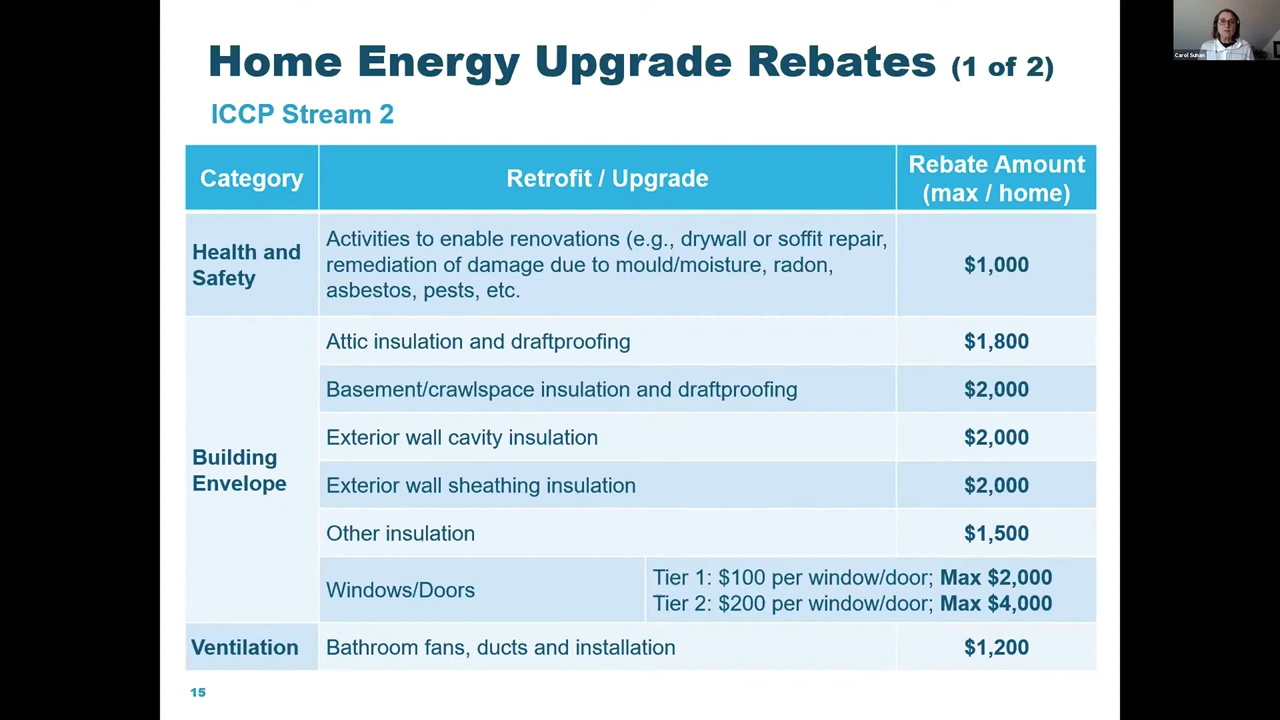 Home Energy Upgrade Rebates (1 of 2)
ICCP Stream 2
Category
Retrofit / Upgrade
Rebate Amount
(max / home)
Health and
Safety
Activities to enable renovations (e.g., drywall or soffit repair,
remediation of damage due to mould/moisture, radon,
asbestos, pests, etc.
$1,000
Building
Envelope
Attic insulation and draftproofing
$1,800
Basement/crawlspace insulation and draftproofing
$2,000
Exterior wall cavity insulation
$2,000
Exterior wall sheathing insulation
$2,000
Other insulation
$1,500
Windows/Doors
Tier 1: $100 per window/door; Max $2,000
Tier 2: $200 per window/door; Max $4,000
Ventilation
Bathroom fans, ducts and installation
$1,200
15
Carol Suhan